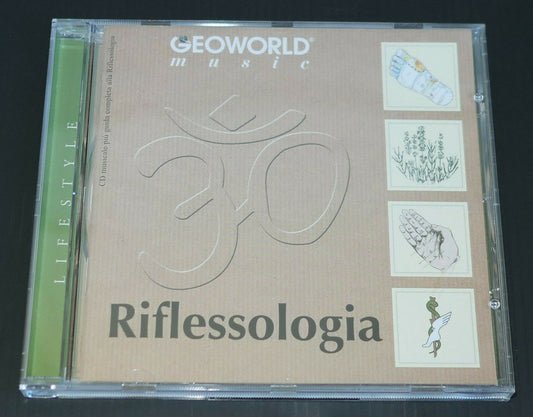 GEOWORLD®
music
CD musicale più guida completa alla Riflessologia
LIFESTYLE
ॐ
Riflessologia